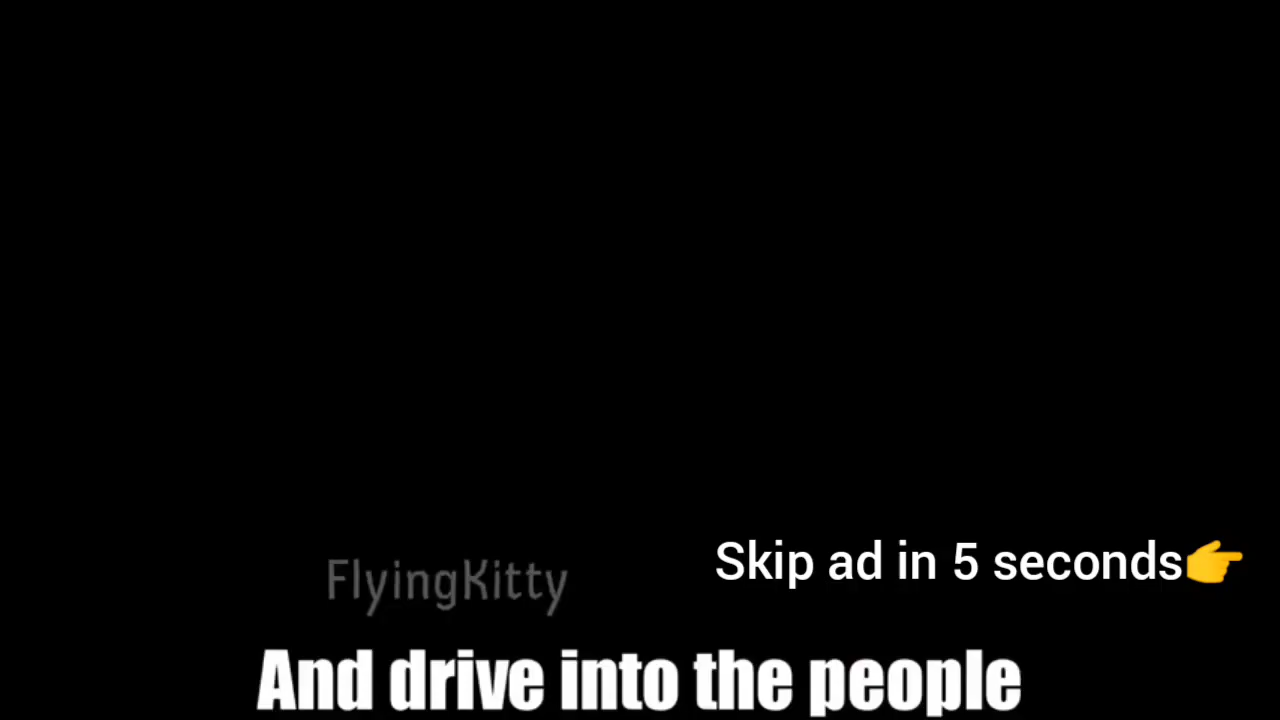 Skip ad in 5 seconds👉
FlyingKitty
And drive into the people